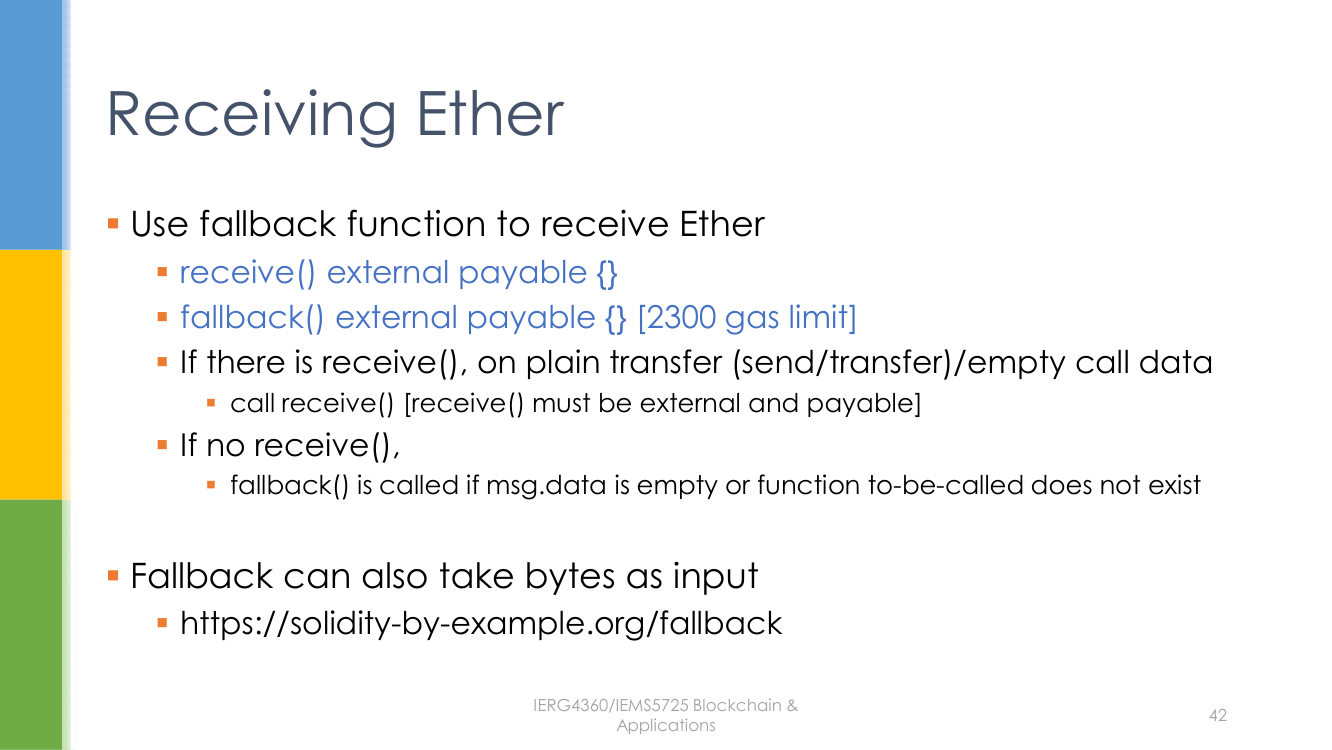 Receiving Ether
Use fallback function to receive Ether
receive() external payable {}
fallback() external payable {} [2300 gas limit]
If there is receive(), on plain transfer (send/transfer)/empty call data
call receive() [receive() must be external and payable]
If no receive(),
fallback() is called if msg.data is empty or function to-be-called does not exist
Fallback can also take bytes as input
https://solidity-by-example.org/fallback
IERG4360/IEMS5725 Blockchain &
Applications
42